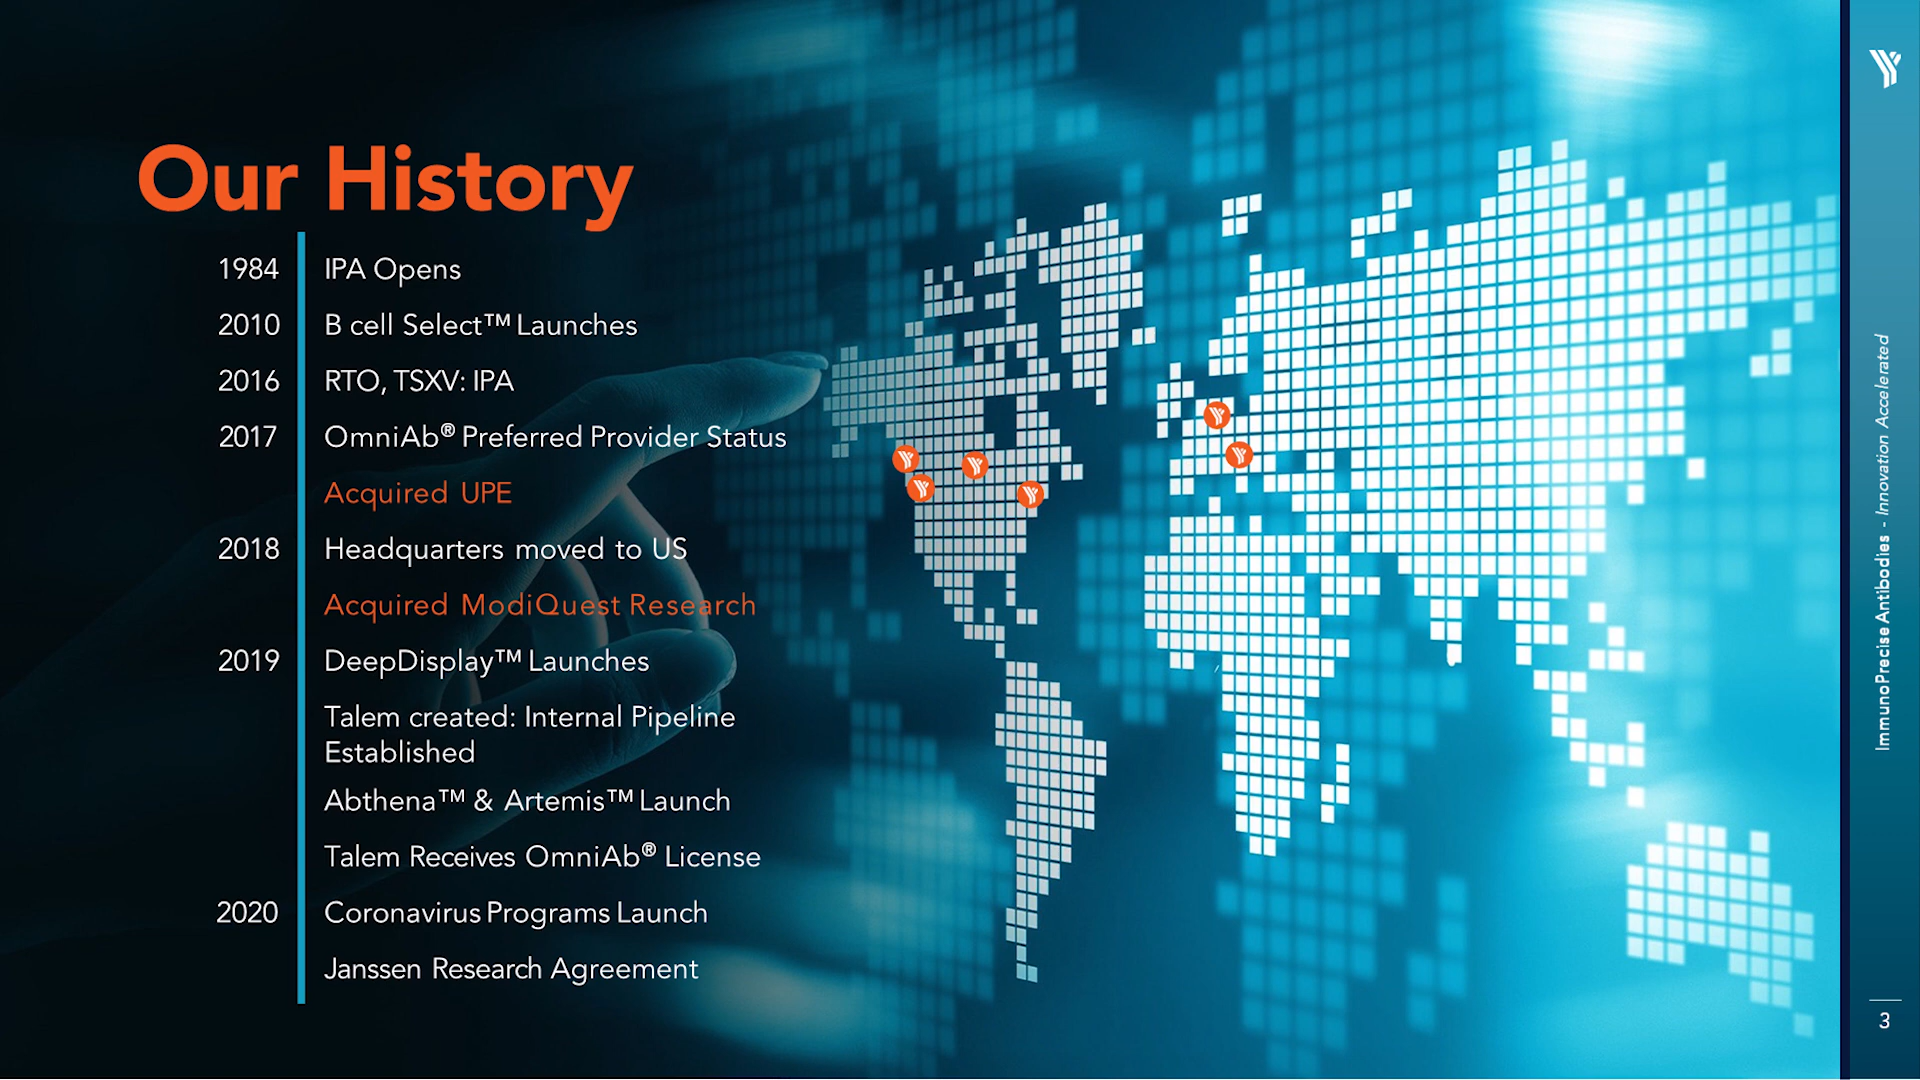 Our History
1984 IPA Opens
2010 B cell Select™ Launches
2016 RTO, TSXV: IPA
2017 OmniAb® Preferred Provider Status
Acquired UPE
2018 Headquarters moved to US
Acquired ModiQuest Research
2019 DeepDisplay™ Launches
Talem created: Internal Pipeline
Established
Abthena™ & Artemis™ Launch
Talem Receives OmniAb® License
2020 Coronavirus Programs Launch
Janssen Research Agreement
ImmunoPrecise Antibodies - Innovation Accelerated
3